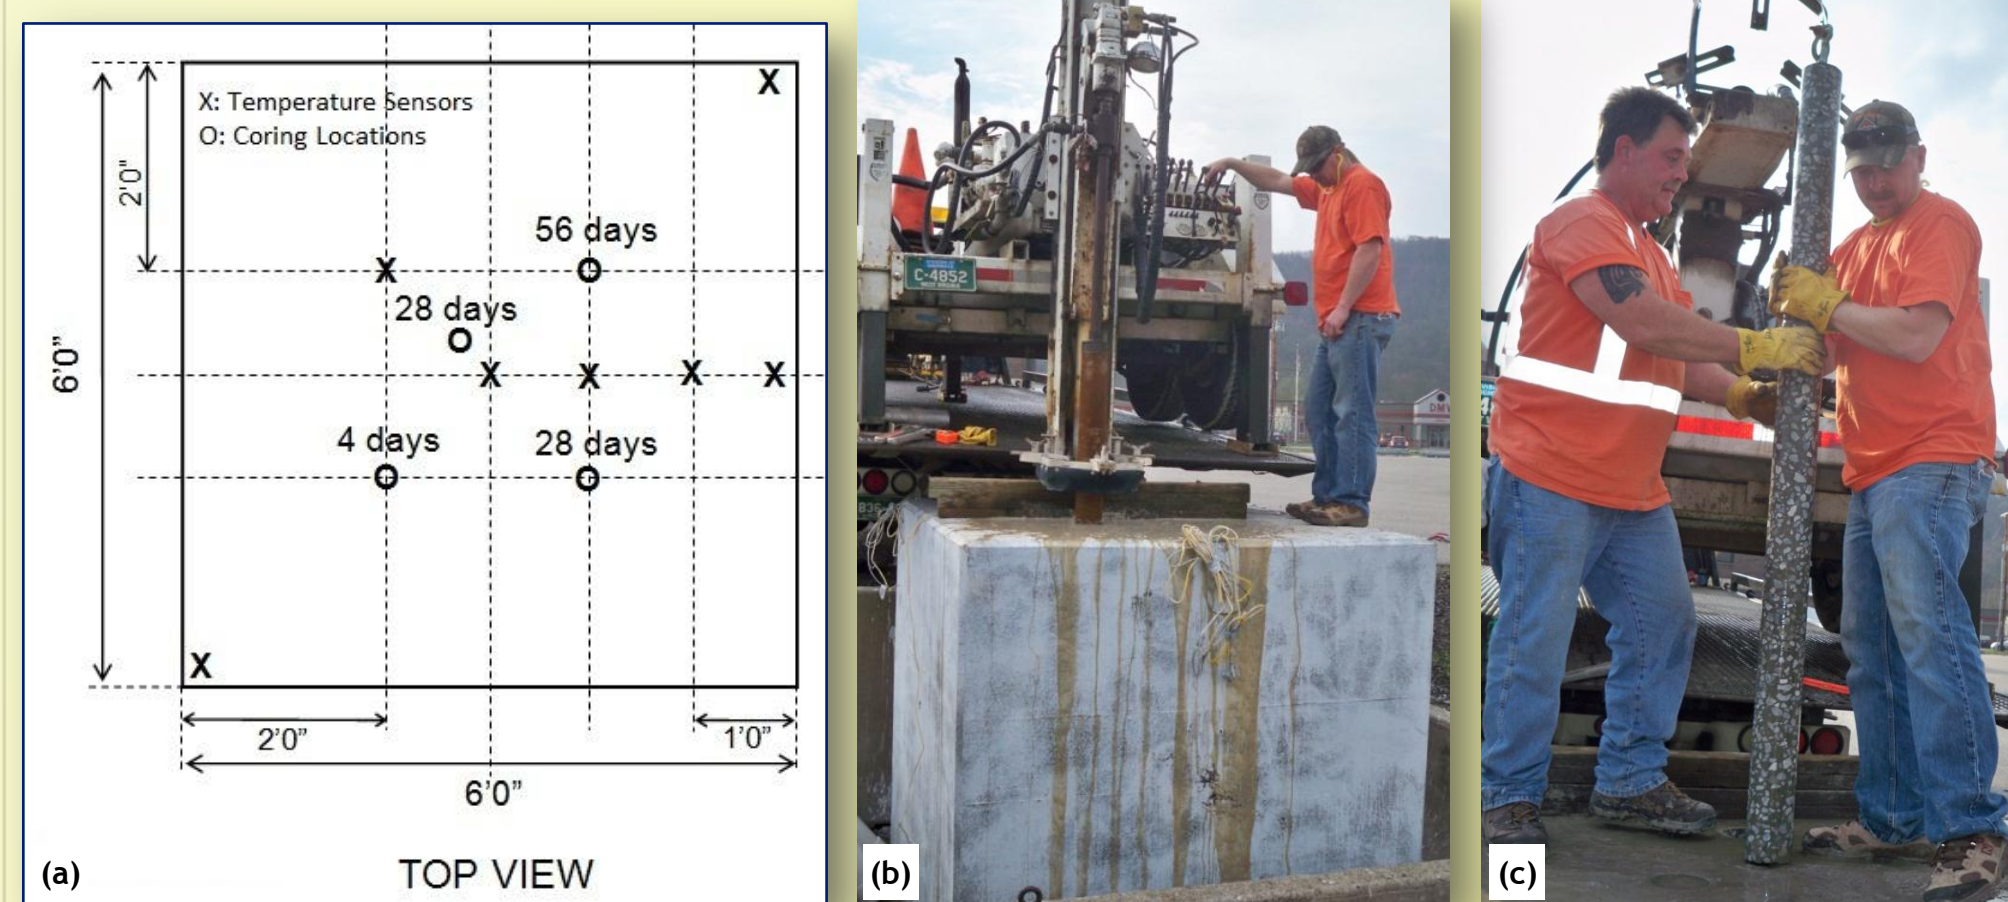 X
X: Temperature Sensors
O: Coring Locations
2'0"
56 days
X
O
28 days
O
6'0"
X
X
X
X
4 days
28 days
O
O
X
2'0"
1'0"
6'0"
TOP VIEW
(a)
C-4852
DMV
(b)
(c)